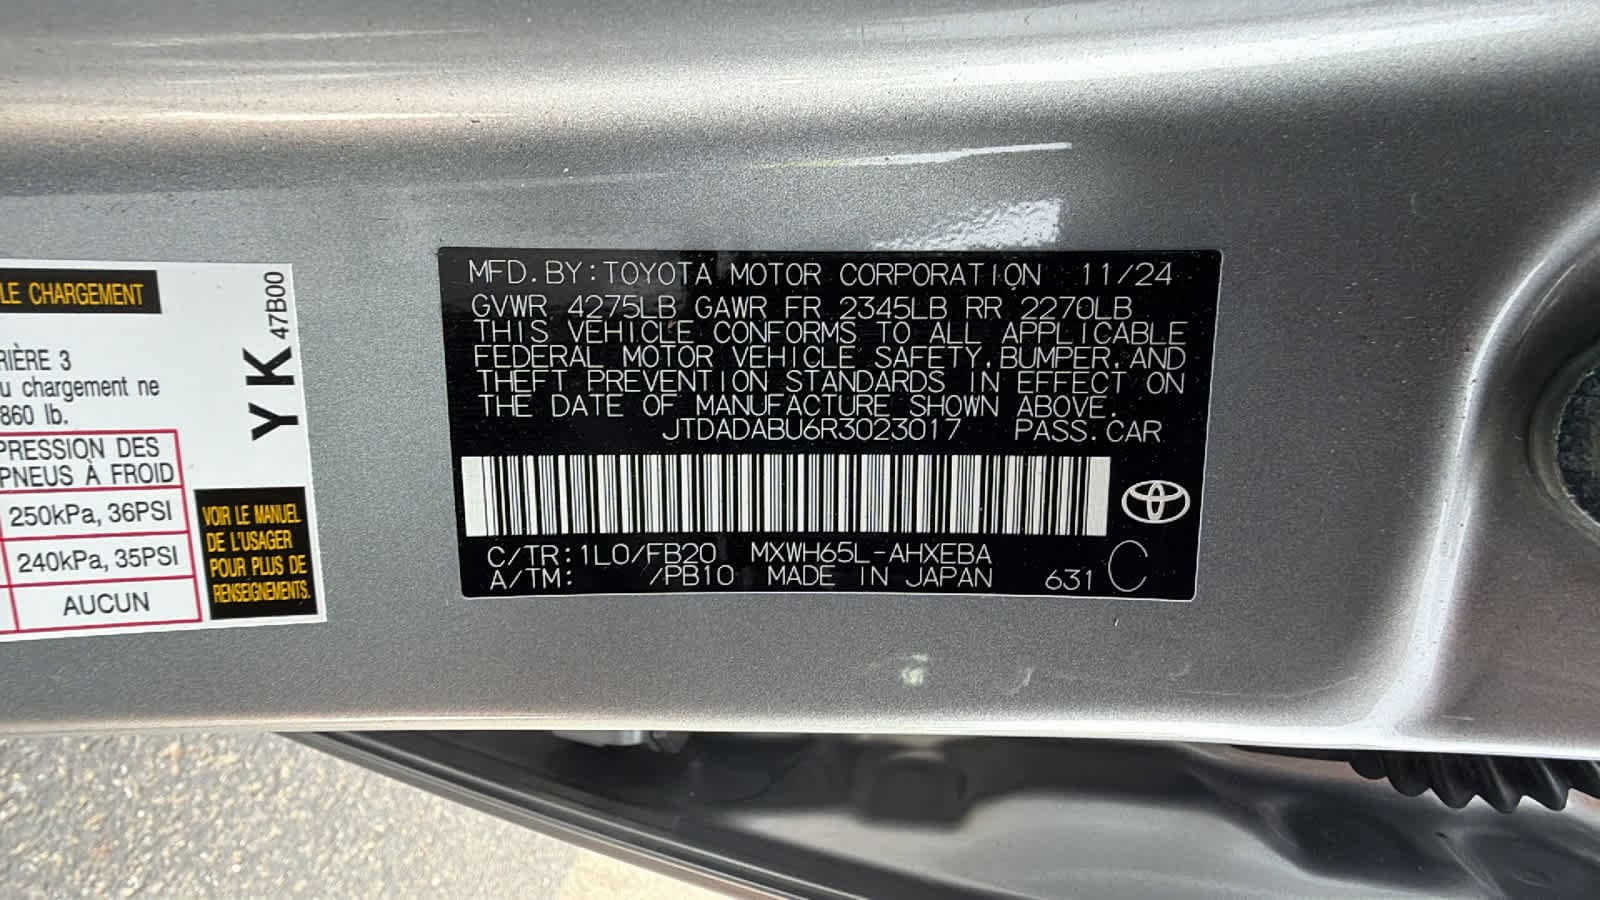 LE CHARGEMENT
RIÈRE 3
u chargement ne
860 lb.
PRESSION DES
PNEUS À FROID
250kPa, 36PSI
240kPa, 35PSI
AUCUN
YK 47B00
VOIR LE MANUEL
DE L'USAGER
POUR PLUS DE
RENSEIGNEMENTS.
MFD.BY:TOYOTA MOTOR CORPORATION 11/24
GVWR 4275LB GAWR FR 2345LB RR 2270LB
THIS VEHICLE CONFORMS TO ALL APPLICABLE
FEDERAL MOTOR VEHICLE SAFETY,BUMPER,AND
THEFT PREVENTION STANDARDS IN EFFECT ON
THE DATE OF MANUFACTURE SHOWN ABOVE.
JTDADABU6R3023017 PASS.CAR
C/TR:1L0/FB20 MXWH65L-AHXEBA
A/TM: /PB10 MADE IN JAPAN 631 C